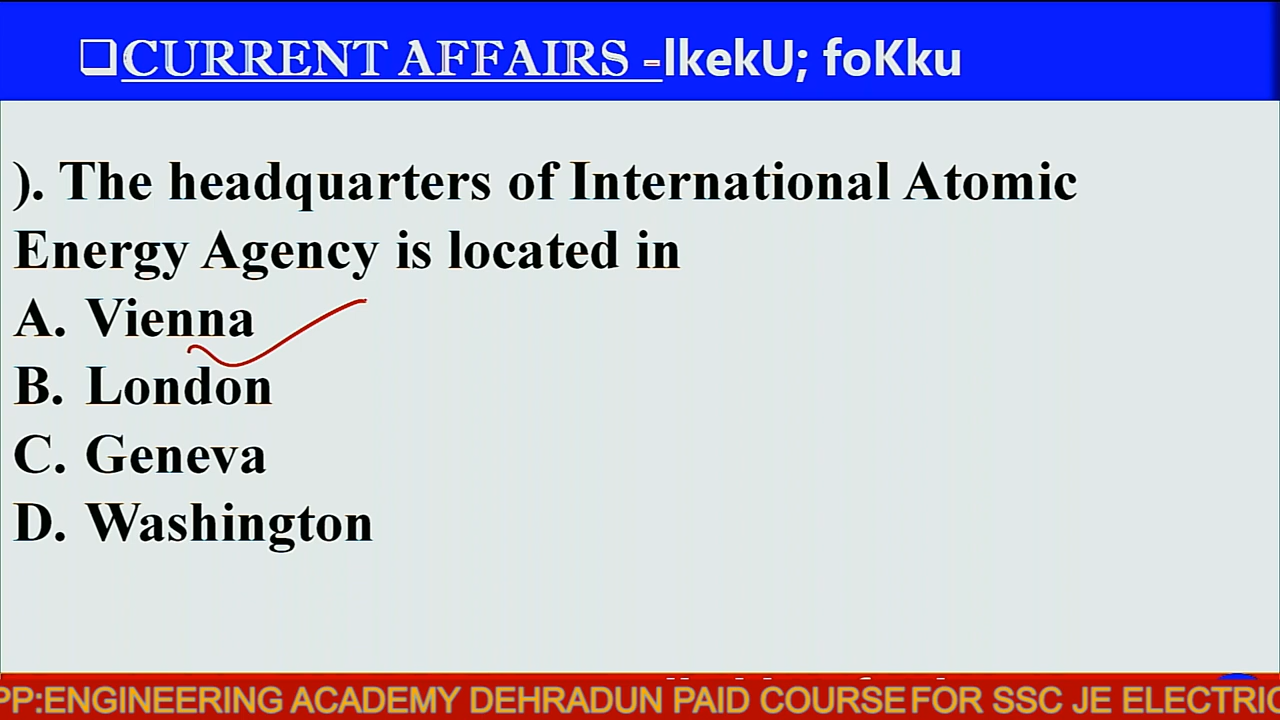 ❑CURRENT AFFAIRS -lkekU; foKku
). The headquarters of International Atomic
Energy Agency is located in
A. Vienna
B. London
C. Geneva
D. Washington
PP:ENGINEERING ACADEMY DEHRADUN PAID COURSE FOR SSC JE ELECTRIC